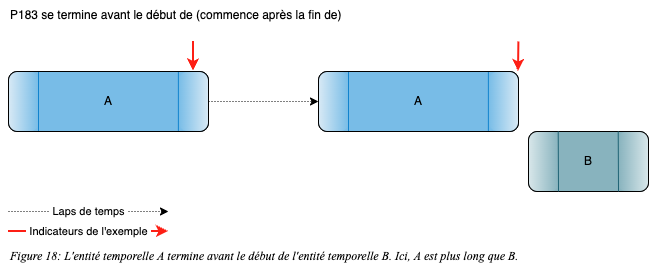 P183 se termine avant le début de (commence après la fin de)
A
A
B
Laps de temps
Indicateurs de l'exemple
Figure 18: L'entité temporelle A termine avant le début de l'entité temporelle B. Ici, A est plus long que B.